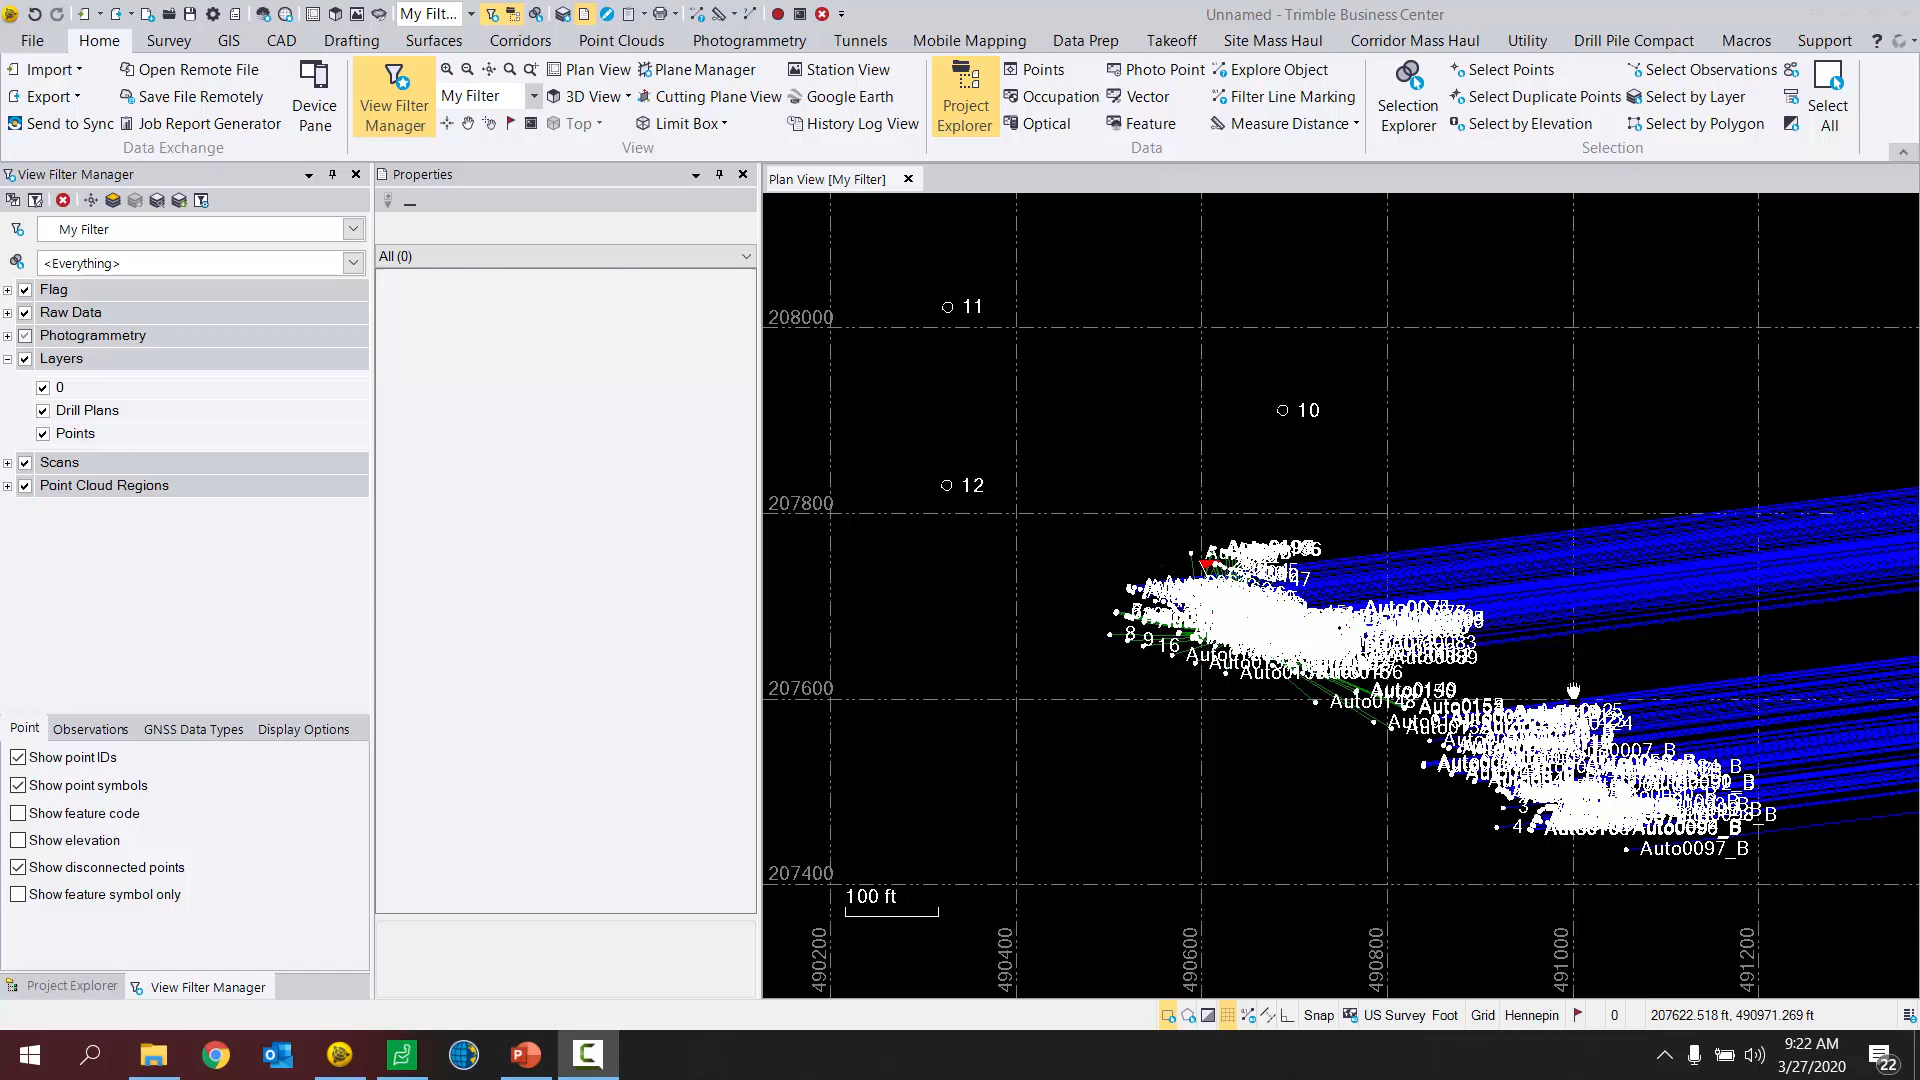 My Filt...
Unnamed - Trimble Business Center
File Home Survey GIS CAD Drafting Surfaces Corridors Point Clouds Photogrammetry Tunnels Mobile Mapping Data Prep Takeoff Site Mass Haul Corridor Mass Haul Utility Drill Pile Compact Macros Support
Import
Export
Send to Sync
Open Remote File
Save File Remotely
Job Report Generator
Device Pane
Data Exchange
View Filter Manager
My Filter
Plan View
3D View
Top
Plane Manager
Cutting Plane View
Limit Box
Station View
Google Earth
History Log View
View
Project Explorer
Points
Occupation
Optical
Photo Point
Vector
Feature
Explore Object
Filter Line Marking
Measure Distance
Data
Selection Explorer
Select Points
Select Duplicate Points
Select by Elevation
Select Observations
Select by Layer
Select by Polygon
Select All
Selection
View Filter Manager
My Filter
<Everything>
Flag
Raw Data
Photogrammetry
Layers
0
Drill Plans
Points
Scans
Point Cloud Regions
Point Observations GNSS Data Types Display Options
Show point IDs
Show point symbols
Show feature code
Show elevation
Show disconnected points
Show feature symbol only
Project Explorer View Filter Manager
Properties
All (0)
Plan View [My Filter]
11
208000
10
12
207800
8
9
16
207600
Auto0148
Auto0097_B
207400
100 ft
490200
490400
490600
490800
491000
491200
Snap US Survey Foot Grid Hennepin 0 207622.518 ft, 490971.269 ft
9:22 AM
3/27/2020
22